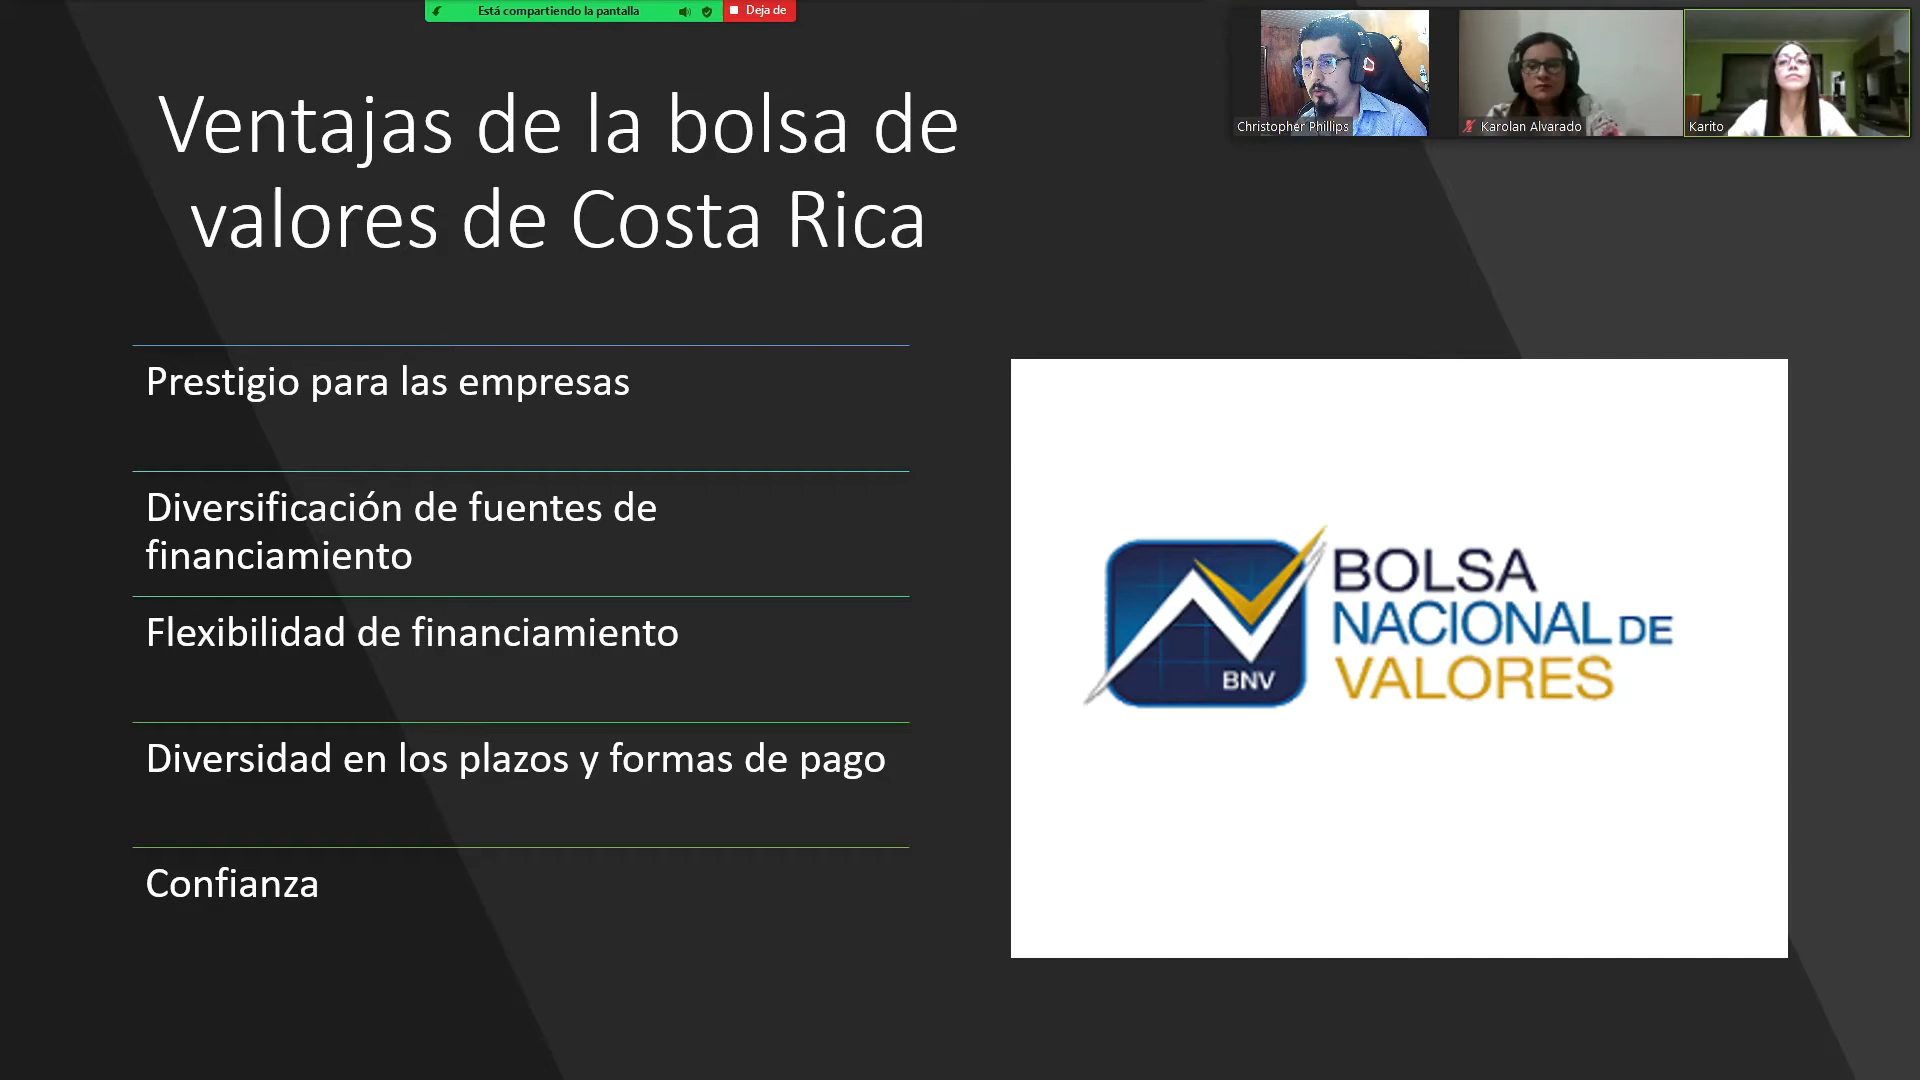 Está compartiendo la pantalla
Deja de
Christopher Phillips
Karolan Alvarado
Karito
Ventajas de la bolsa de
valores de Costa Rica
Prestigio para las empresas
Diversificación de fuentes de
financiamiento
Flexibilidad de financiamiento
Diversidad en los plazos y formas de pago
Confianza
BNV
BOLSA
NACIONAL DE
VALORES